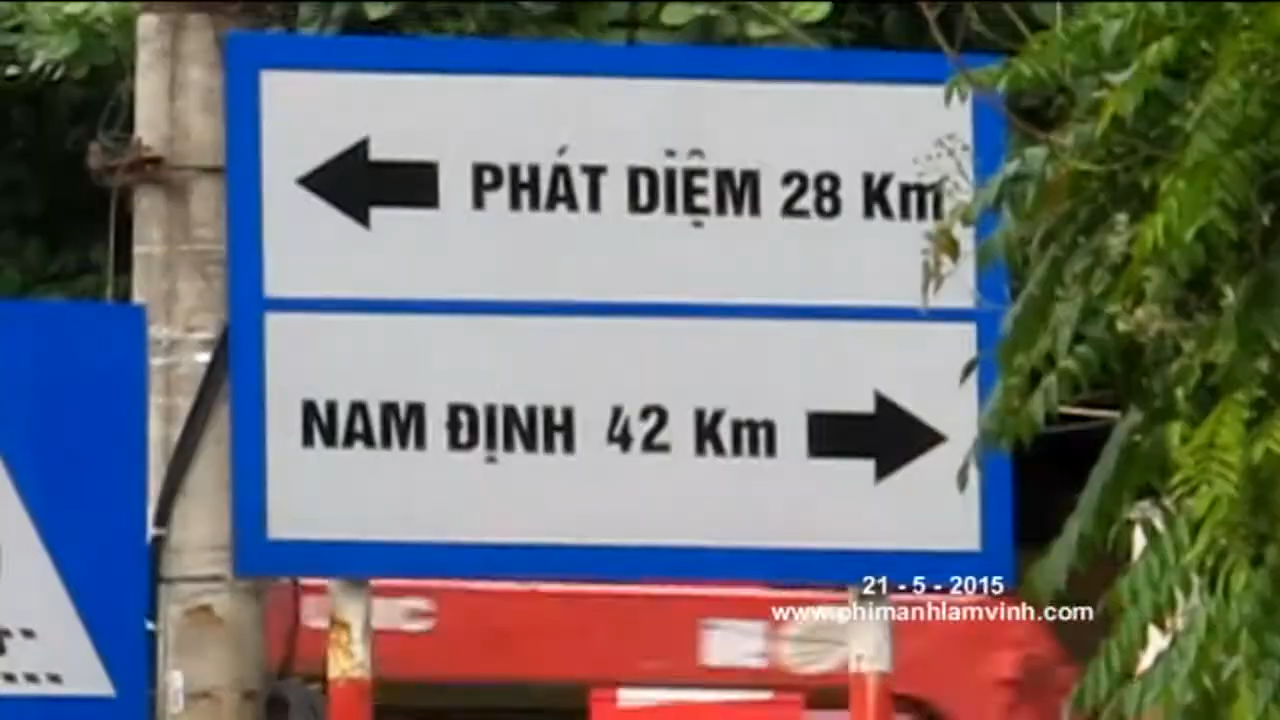 PHÁT DIỆM 28 Km
NAM ĐỊNH 42 Km
21 - 5 - 2015
www.phimanhlamvinh.com